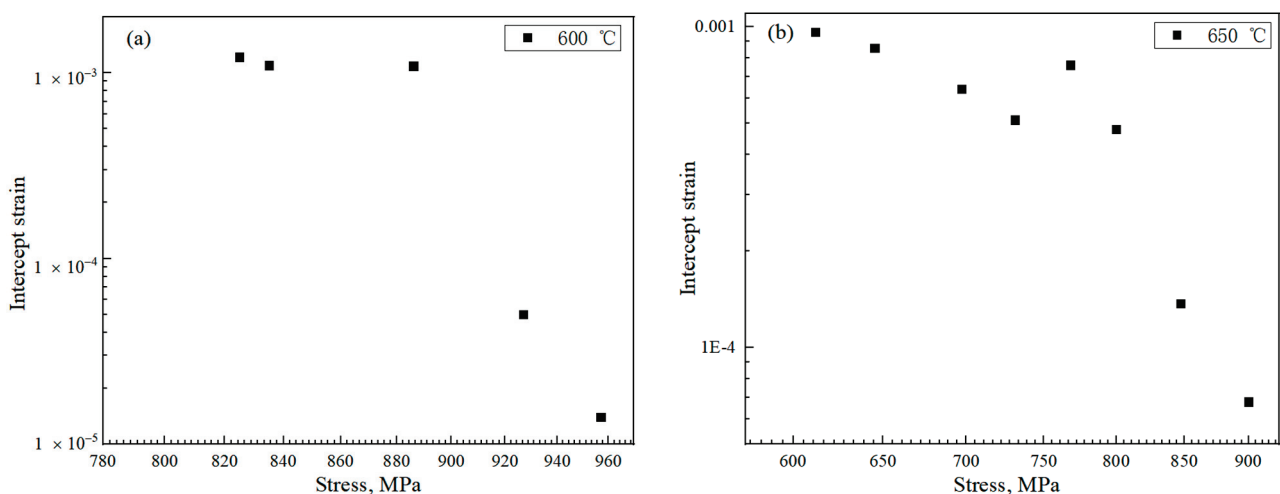 (a)
600 ℃
1 × 10⁻³
1 × 10⁻⁴
1 × 10⁻⁵
Intercept strain
780 800 820 840 860 880 900 920 940 960
Stress, MPa
(b)
650 ℃
0.001
1E-4
Intercept strain
600 650 700 750 800 850 900
Stress, MPa